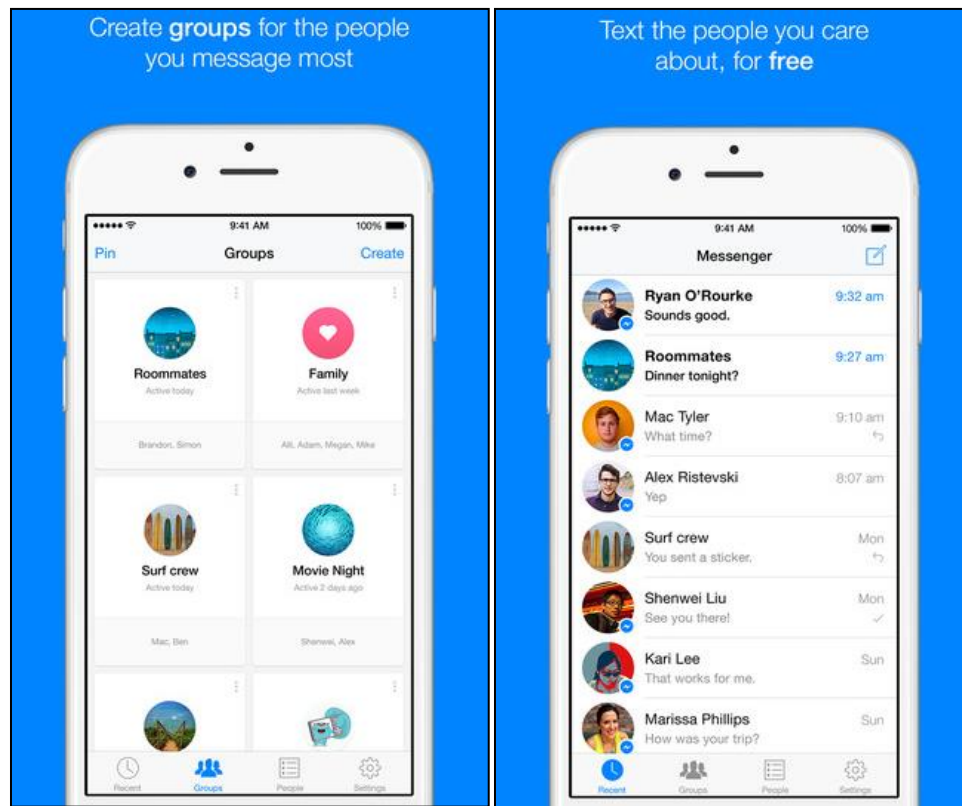 Create groups for the people
you message most
9:41 AM
100%
Pin
Groups
Create
Roommates
Active today
Brandon, Simon
Family
Active last week
Alli, Adam, Megan, Mike
Surf crew
Active today
Mac, Ben
Movie Night
Active 2 days ago
Shenwei, Alex
Recent
Groups
People
Settings
Text the people you care
about, for free
9:41 AM
100%
Messenger
Ryan O'Rourke
9:32 am
Sounds good.
Roommates
9:27 am
Dinner tonight?
Mac Tyler
9:10 am
What time?
Alex Ristevski
8:07 am
Yep
Surf crew
Mon
You sent a sticker.
Shenwei Liu
Mon
See you there!
Kari Lee
Sun
That works for me.
Marissa Phillips
Sun
How was your trip?
Recent
Groups
People
Settings